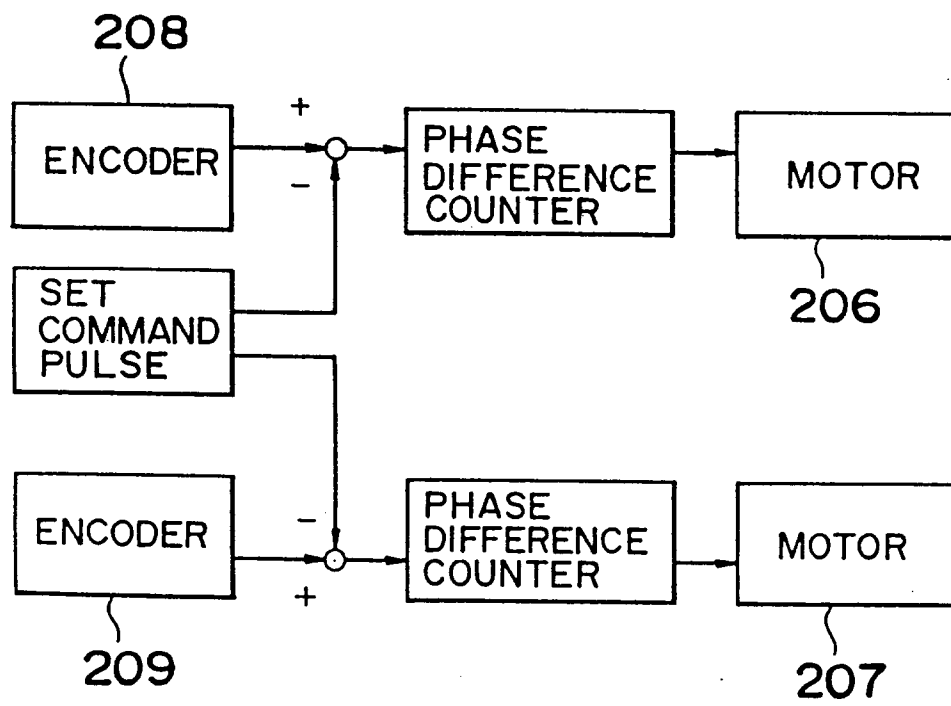 208
+
ENCODER
-
PHASE
DIFFERENCE
COUNTER
MOTOR
206
SET
COMMAND
PULSE
ENCODER
209
-
+
PHASE
DIFFERENCE
COUNTER
MOTOR
207